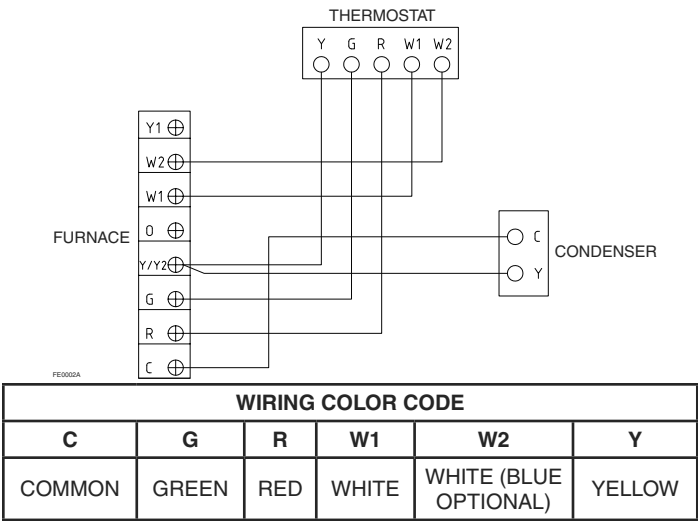 THERMOSTAT
Y G R W1 W2
Y1
W2
W1
FURNACE
O
Y/Y2
G
R
C
C
CONDENSER
Y
FE0002A
WIRING COLOR CODE
C G R W1 W2 Y
COMMON GREEN RED WHITE WHITE (BLUE OPTIONAL) YELLOW